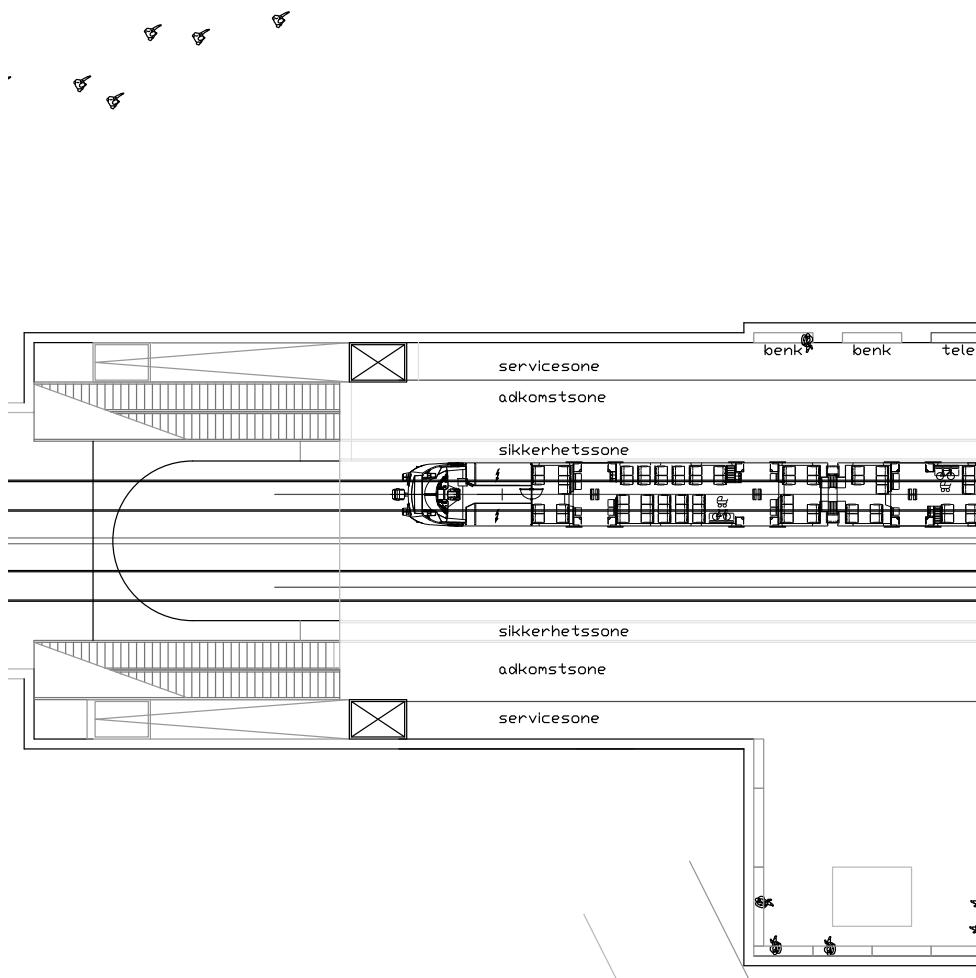 benk benk tele
servicesone
adkomstsone
sikkerhetssone
sikkerhetssone
adkomstsone
servicesone